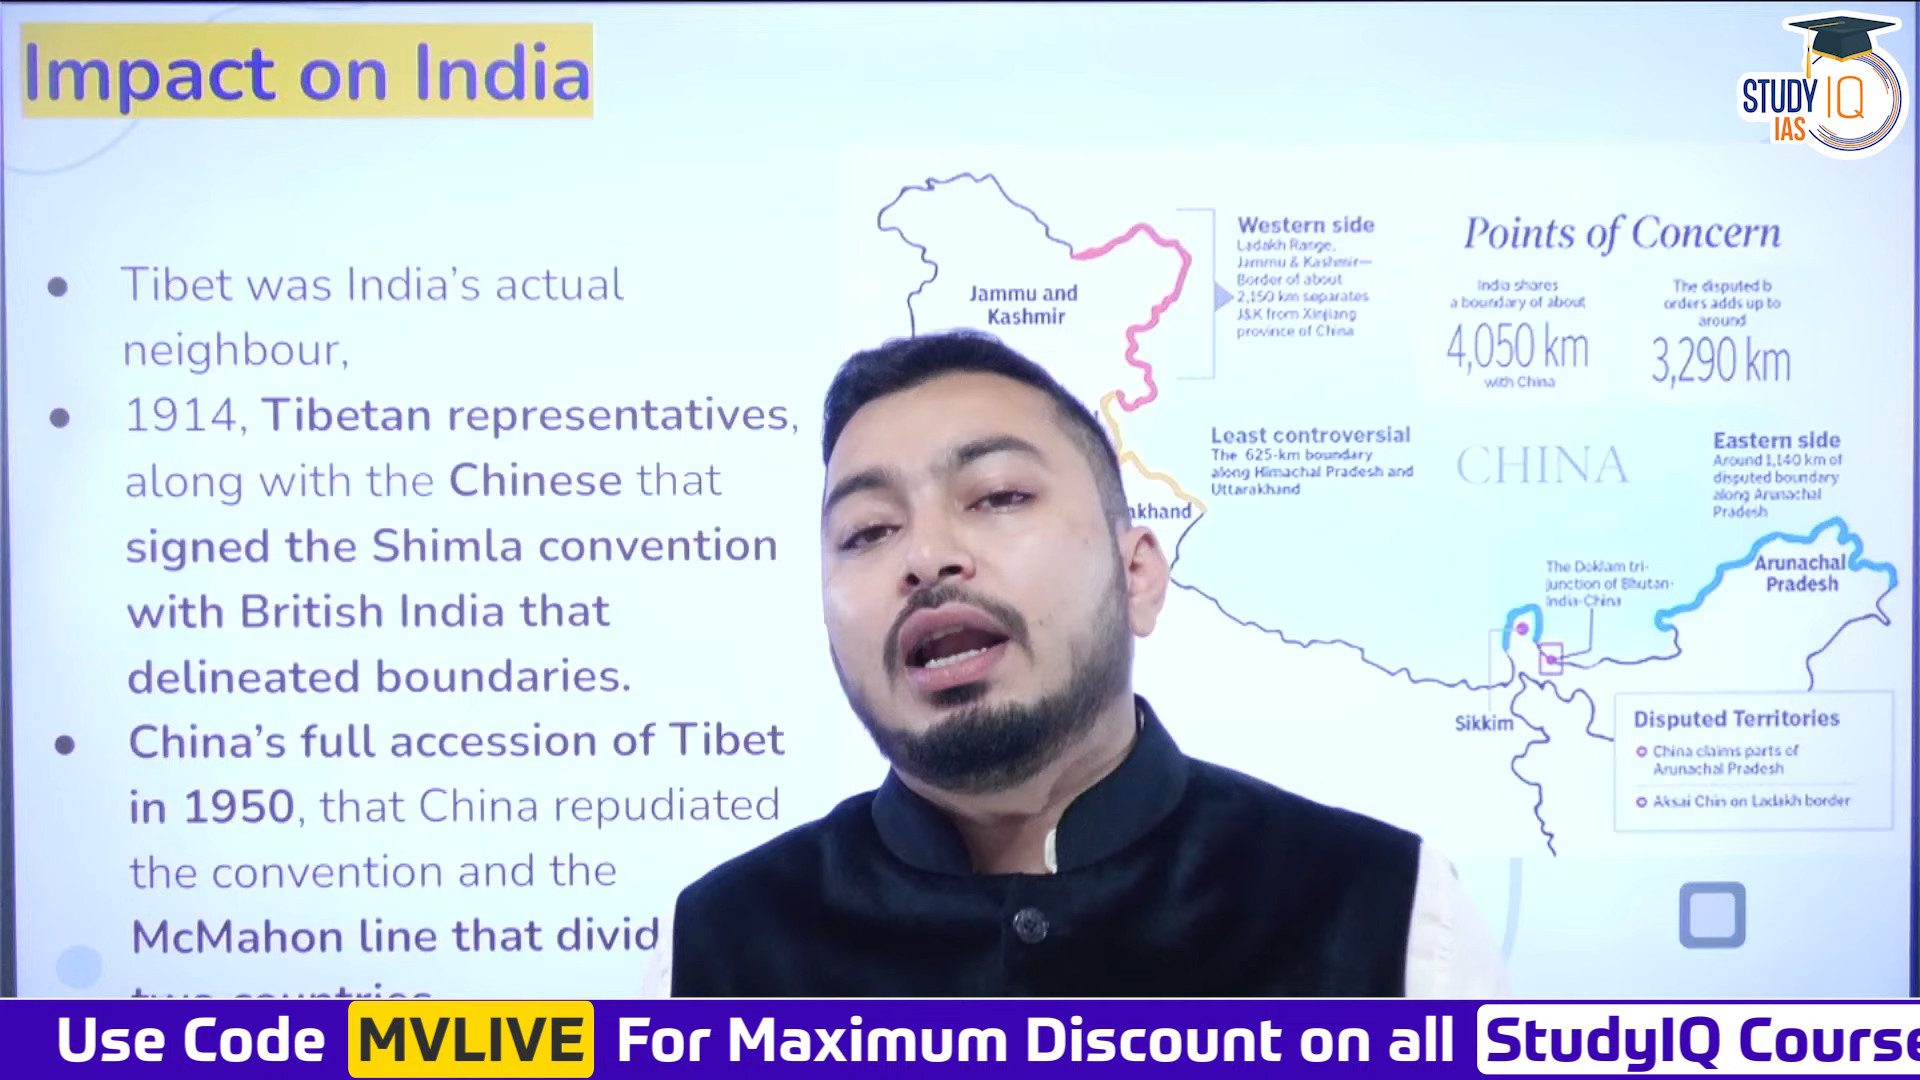 Impact on India
STUDY IQ
IAS
Tibet was India's actual
neighbour,
1914, Tibetan representatives,
along with the Chinese that
signed the Shimla convention
with British India that
delineated boundaries.
China's full accession of Tibet
in 1950, that China repudiated
the convention and the
McMahon line that divid
two countries
Jammu and
Kashmir
Western side
Ladakh Range,
Jammu & Kashmir—
Border of about
2,150 km separates
J&K from Xinjiang
province of China
Points of Concern
India shares
a boundary of about
4,050 km
with China
The disputed b
orders adds up to
around
3,290 km
Least controversial
The 625-km boundary
along Himachal Pradesh and
Uttarakhand
akhand
CHINA
Eastern side
Around 1,140 km of
disputed boundary
along Arunachal
Pradesh
The Doklam tri-
junction of Bhutan-
India-China
Arunachal
Pradesh
Sikkim
Disputed Territories
China claims parts of
Arunachal Pradesh
Aksai Chin on Ladakh border
Use Code MVLIVE For Maximum Discount on all StudyIQ Course